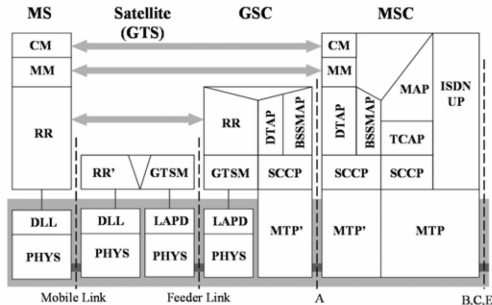 MS Satellite GSC MSC
(GTS)
CM CM
MM MM
RR RR DTAP BSSMAP DTAP BSSMAP MAP ISDN
UP
TCAP
RR' GTSM GTSM SCCP SCCP SCCP
DLL DLL LAPD LAPD MTP' MTP' MTP
PHYS PHYS PHYS PHYS
Mobile Link Feeder Link A B,C,E